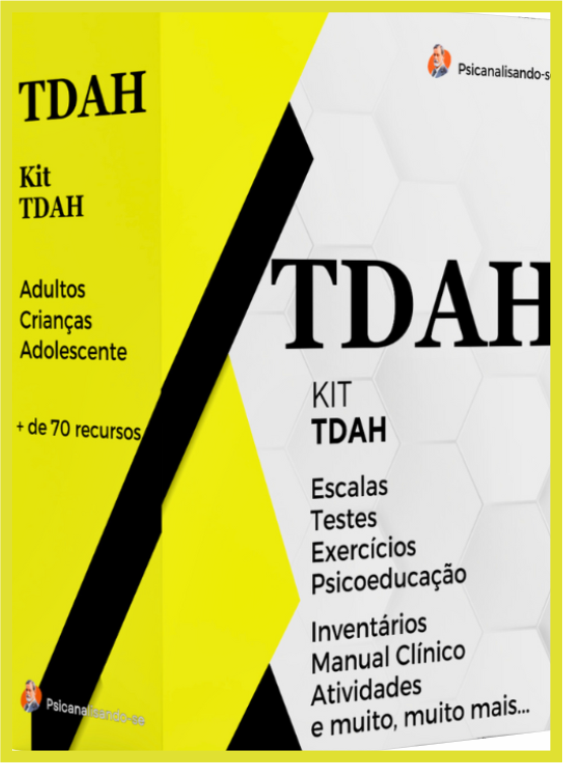 TDAH
Kit
TDAH
Adultos
Crianças
Adolescente
+ de 70 recursos
Psicanalisando-se
Psicanalisando-s
TDAH
KIT
TDAH
Escalas
Testes
Exercícios
Psicoeducação
Inventários
Manual Clínico
Atividades
e muito, muito mais...